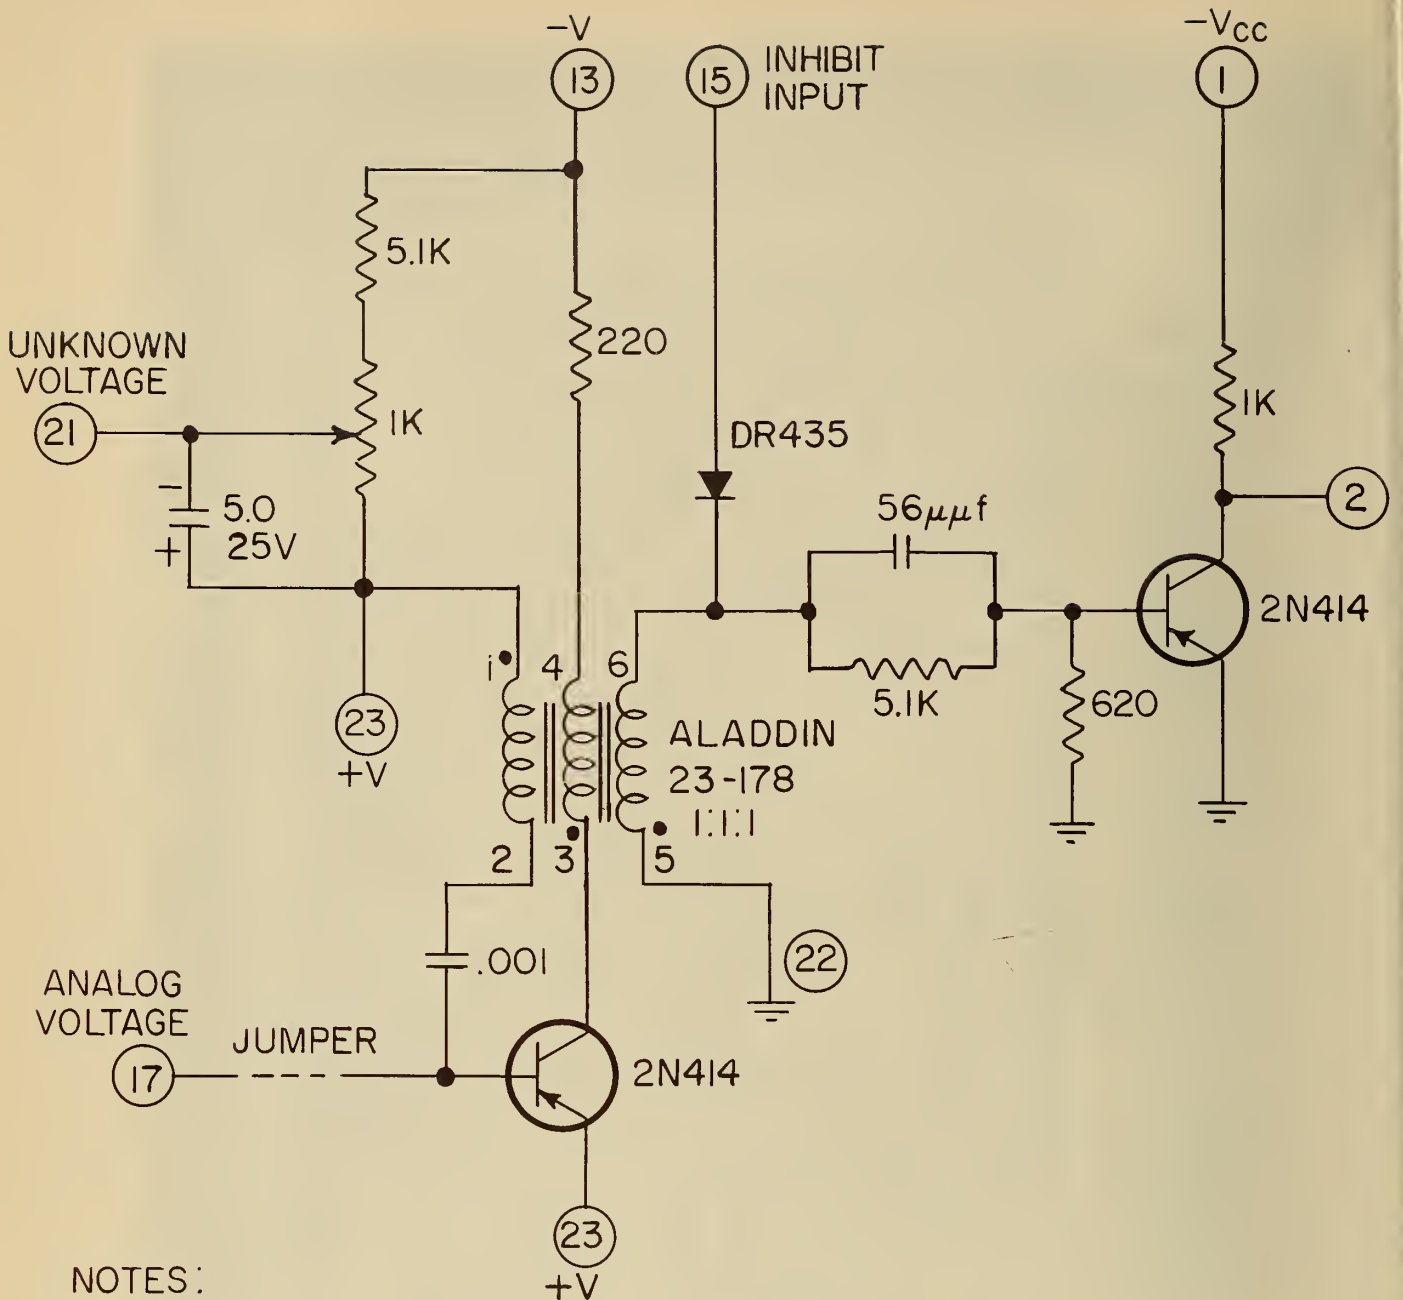 -V
13
15
INHIBIT
INPUT
-VCC
1
5.1K
220
UNKNOWN
VOLTAGE
21
1K
1K
DR435
-
5.0
25V
+
56μμf
2
2N414
i
4
6
5.1K
620
23
+V
ALADDIN
23-178
1:1:1
2
3
5
.001
22
ANALOG
VOLTAGE
17
JUMPER
2N414
23
+V
NOTES: